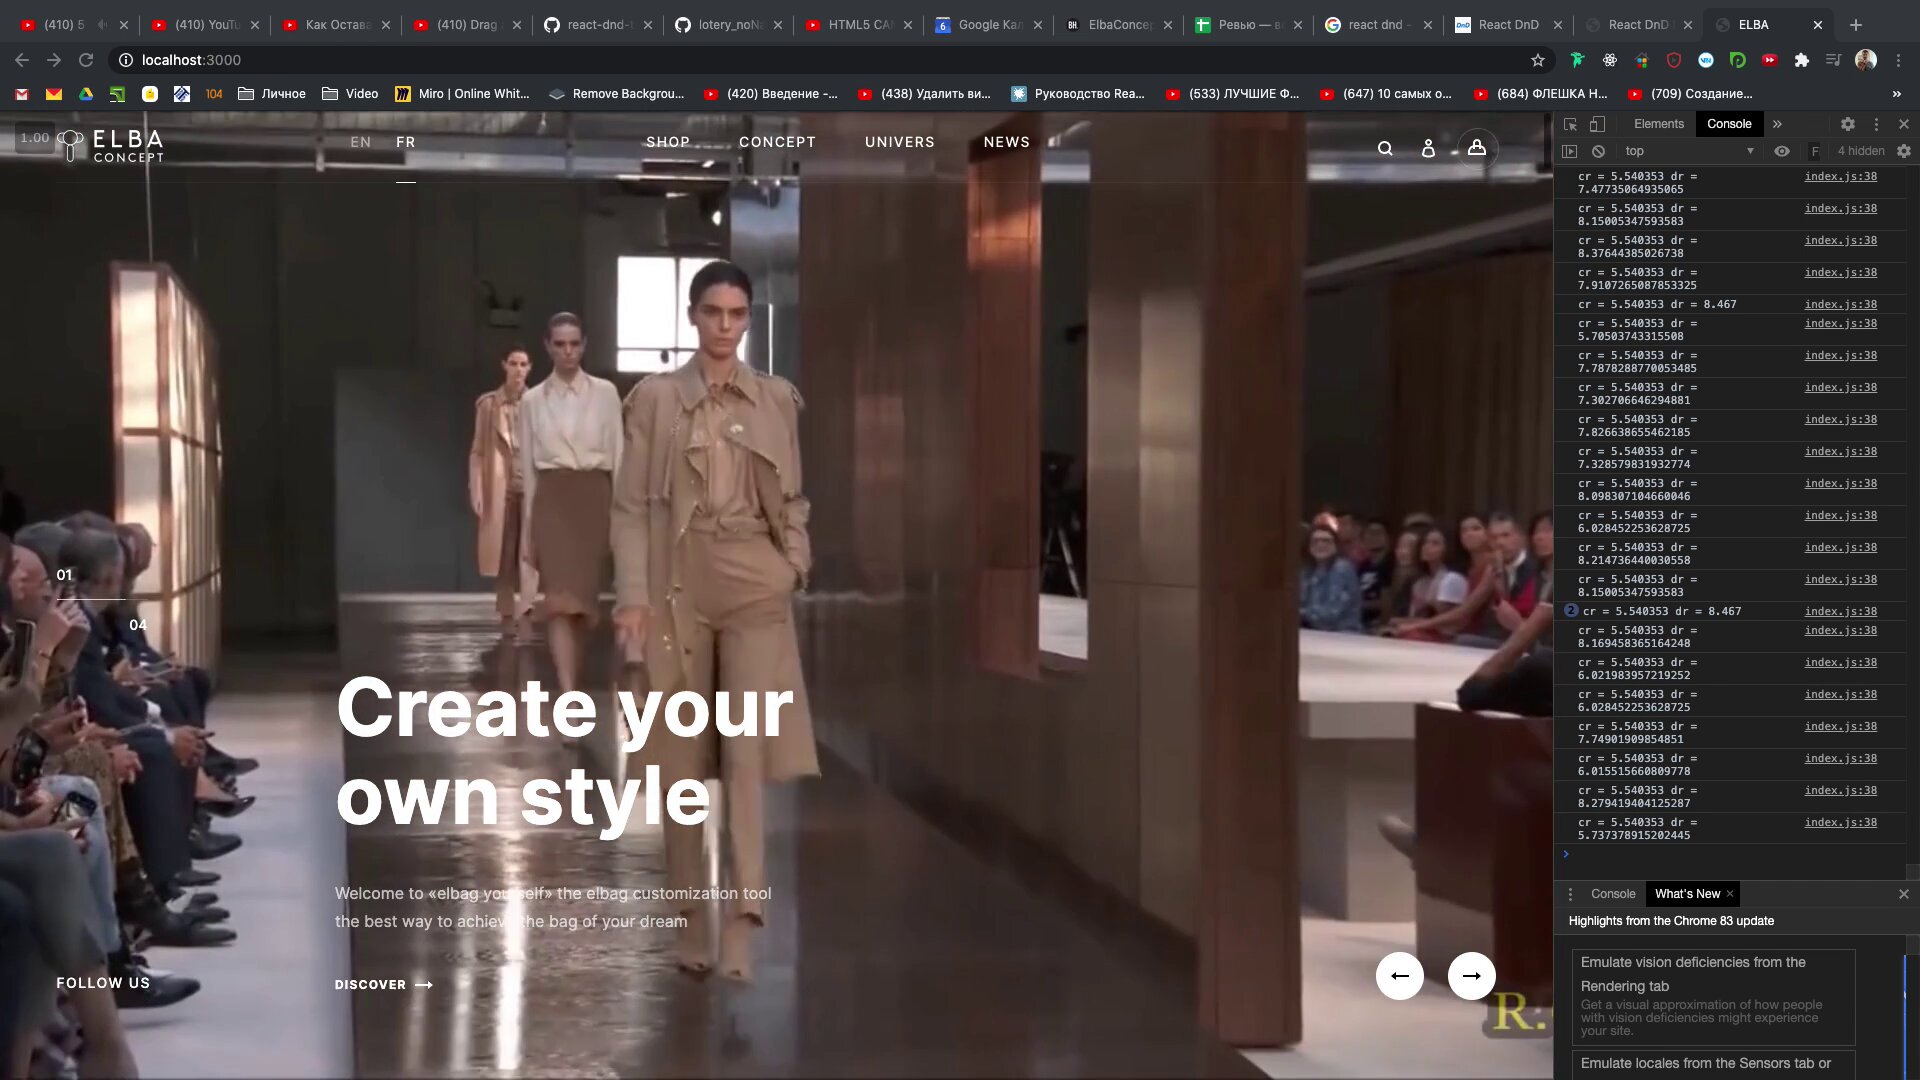 (410) 5
(410) YouTu
Как Остава
(410) Drag
react-dnd-t
lotery_noNa
HTML5 CAN
Google Кал
ElbaConcep
Ревью — в
react dnd -
React DnD
React DnD
ELBA
localhost:3000
104
Личное
Video
Miro | Online Whit...
Remove Backgrou...
(420) Введение -...
(438) Удалить ви...
Руководство Rea...
(533) ЛУЧШИЕ Ф...
(647) 10 самых о...
(684) ФЛЕШКА Н...
(709) Создание...
»
1.00
ELBA
CONCEPT
EN
FR
SHOP
CONCEPT
UNIVERS
NEWS
01
04
Create your
own style
Welcome to «elbag yourself» the elbag customization tool
the best way to achieve the bag of your dream
FOLLOW US
DISCOVER
R.
Elements
Console
»
top
F
4 hidden
cr = 5.540353 dr = index.js:38
7.47735064935065
cr = 5.540353 dr = index.js:38
8.15005347593583
cr = 5.540353 dr = index.js:38
8.37644385026738
cr = 5.540353 dr = index.js:38
7.9107265087853325
cr = 5.540353 dr = 8.467 index.js:38
cr = 5.540353 dr = index.js:38
5.70503743315508
cr = 5.540353 dr = index.js:38
7.7878288770053485
cr = 5.540353 dr = index.js:38
7.302706646294881
cr = 5.540353 dr = index.js:38
7.826638655462185
cr = 5.540353 dr = index.js:38
7.328579831932774
cr = 5.540353 dr = index.js:38
8.098307104660046
cr = 5.540353 dr = index.js:38
6.028452253628725
cr = 5.540353 dr = index.js:38
8.214736440030558
cr = 5.540353 dr = index.js:38
8.15005347593583
2 cr = 5.540353 dr = 8.467 index.js:38
cr = 5.540353 dr = index.js:38
8.169458365164248
cr = 5.540353 dr = index.js:38
6.021983957219252
cr = 5.540353 dr = index.js:38
6.028452253628725
cr = 5.540353 dr = index.js:38
7.74901909854851
cr = 5.540353 dr = index.js:38
6.015515660809778
cr = 5.540353 dr = index.js:38
8.279419404125287
cr = 5.540353 dr = index.js:38
5.737378915202445
Console
What's New
Highlights from the Chrome 83 update
Emulate vision deficiencies from the
Rendering tab
Get a visual approximation of how people
with vision deficiencies might experience
your site.
Emulate locales from the Sensors tab or